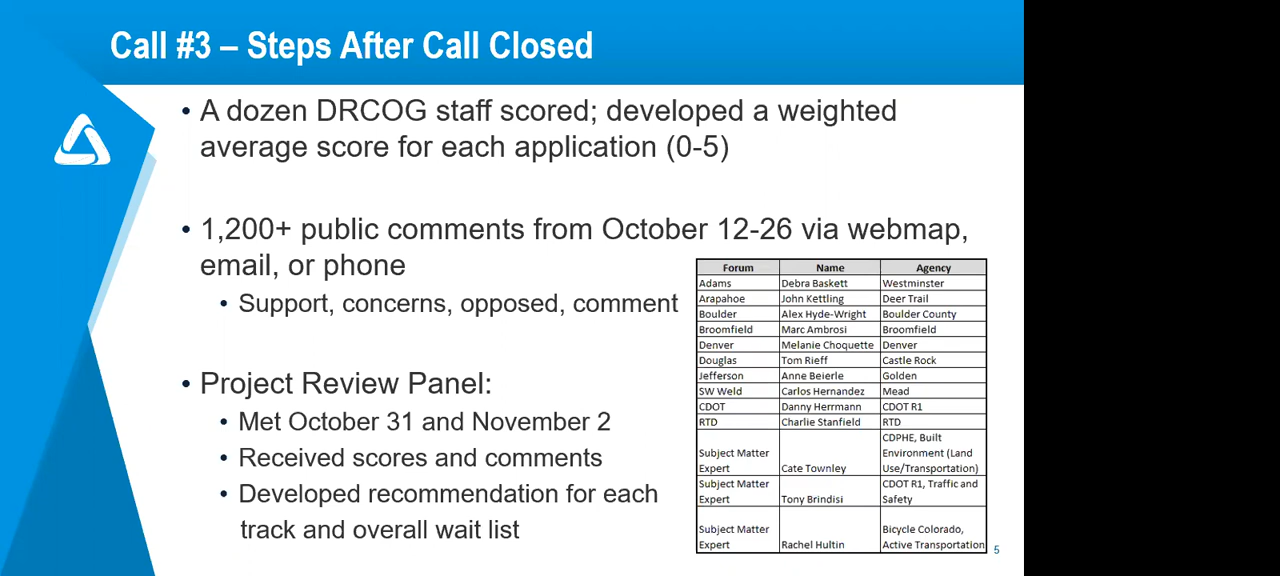 Call #3 – Steps After Call Closed
• A dozen DRCOG staff scored; developed a weighted
average score for each application (0-5)
• 1,200+ public comments from October 12-26 via webmap,
email, or phone
• Support, concerns, opposed, comment
• Project Review Panel:
• Met October 31 and November 2
• Received scores and comments
• Developed recommendation for each
track and overall wait list
Forum Name Agency
Adams Debra Baskett Westminster
Arapahoe John Kettling Deer Trail
Boulder Alex Hyde-Wright Boulder County
Broomfield Marc Ambrosi Broomfield
Denver Melanie Choquette Denver
Douglas Tom Rieff Castle Rock
Jefferson Anne Beierle Golden
SW Weld Carlos Hernandez Mead
CDOT Danny Herrmann CDOT R1
RTD Charlie Stanfield RTD
CDPHE, Built
Subject Matter Environment (Land
Expert Cate Townley Use/Transportation)
Subject Matter CDOT R1, Traffic and
Expert Tony Brindisi Safety
Subject Matter Bicycle Colorado,
Expert Rachel Hultin Active Transportation
5